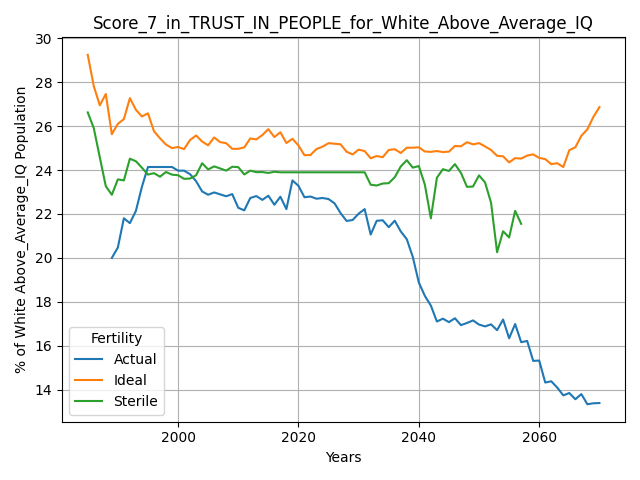 Score_7_in_TRUST_IN_PEOPLE_for_White_Above_Average_IQ
% of White Above_Average_IQ Population
30
28
26
24
22
20
18
16
14
Fertility
Actual
Ideal
Sterile
2000 2020 2040 2060
Years